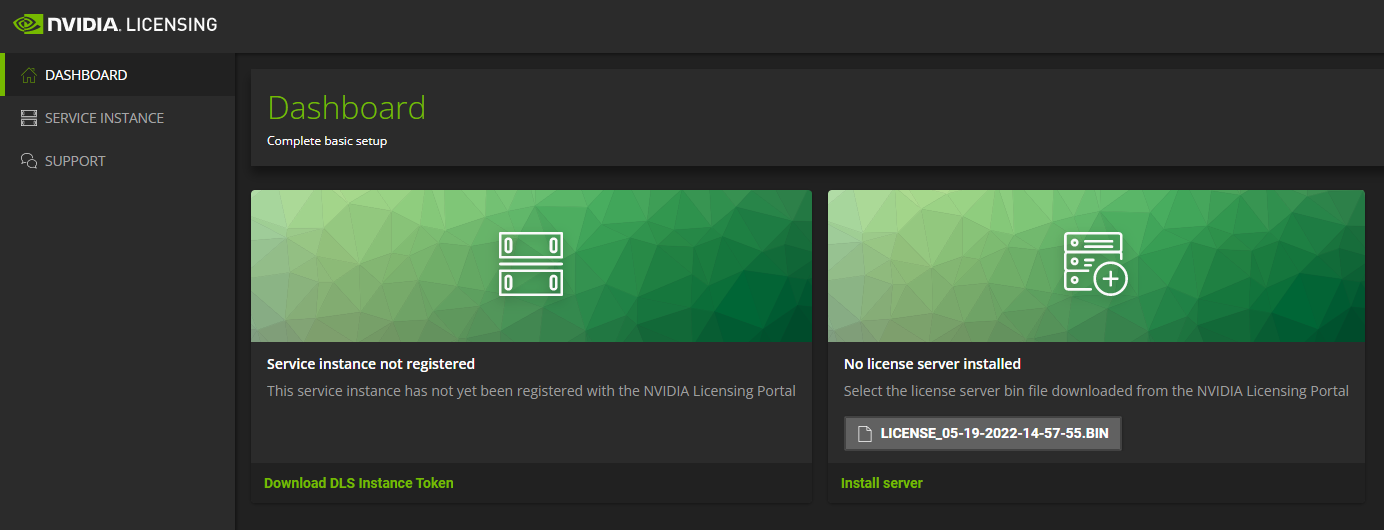 NVIDIA. LICENSING
DASHBOARD
SERVICE INSTANCE
SUPPORT
Dashboard
Complete basic setup
Service instance not registered
This service instance has not yet been registered with the NVIDIA Licensing Portal
Download DLS Instance Token
No license server installed
Select the license server bin file downloaded from the NVIDIA Licensing Portal
LICENSE_05-19-2022-14-57-55.BIN
Install server